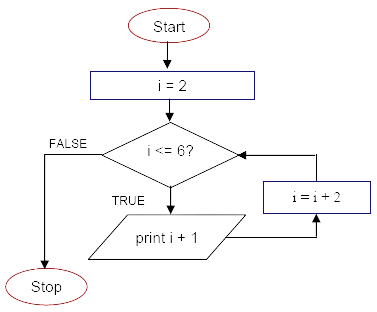 Start
i = 2
i <= 6?
FALSE
TRUE
print i + 1
i = i + 2
Stop